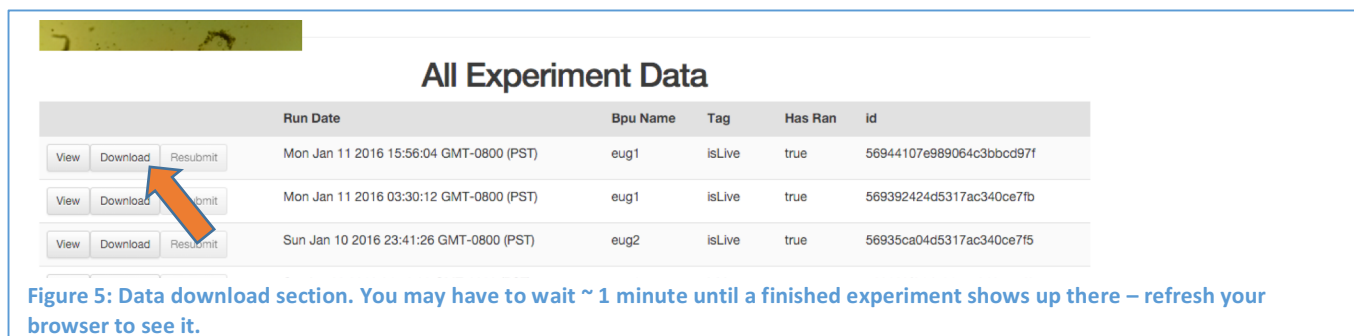 All Experiment Data
Run Date Bpu Name Tag Has Ran id
View Download Resubmit Mon Jan 11 2016 15:56:04 GMT-0800 (PST) eug1 isLive true 56944107e989064c3bbcd97f
View Download Mon Jan 11 2016 03:30:12 GMT-0800 (PST) eug1 isLive true 569392424d5317ac340ce7fb
View Download Resubmit Sun Jan 10 2016 23:41:26 GMT-0800 (PST) eug2 isLive true 56935ca04d5317ac340ce7f5
Figure 5: Data download section. You may have to wait ~ 1 minute until a finished experiment shows up there – refresh your
browser to see it.